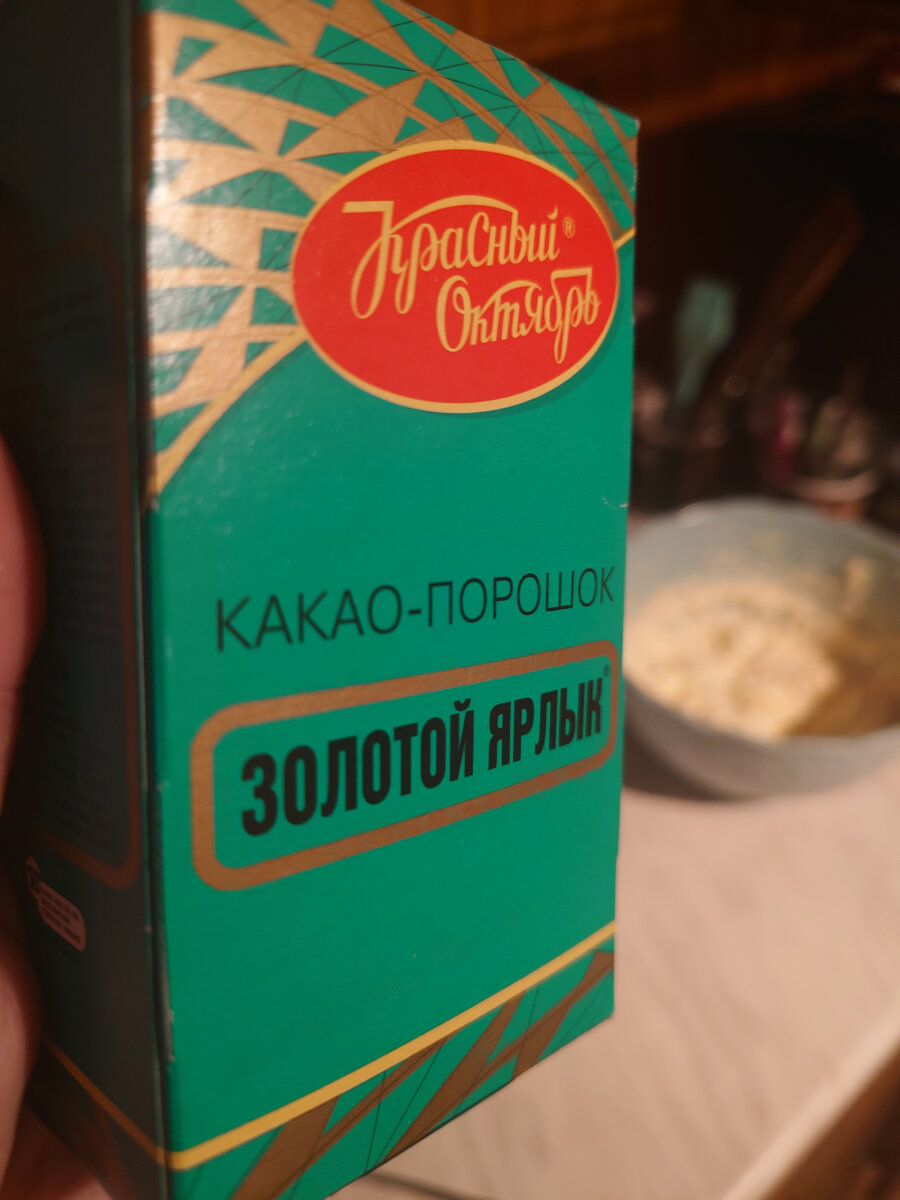 Красный®
Октябрь
КАКАО-ПОРОШОК
ЗОЛОТОЙ ЯРЛЫК®